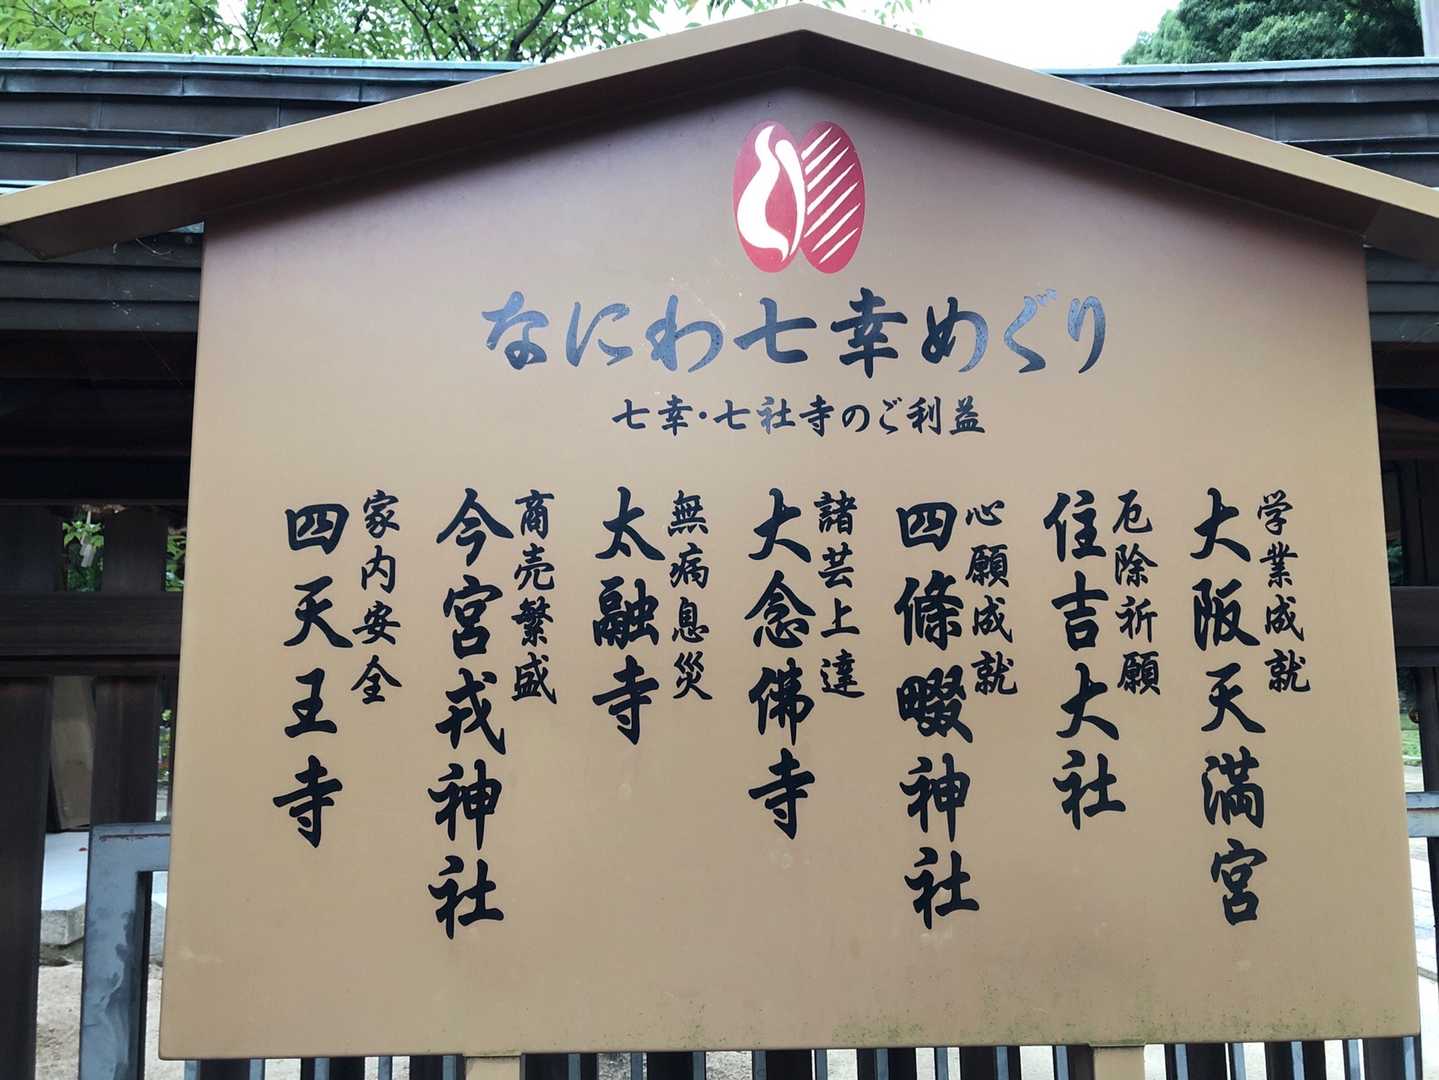 なにわ七幸めぐり
七幸・七社寺のご利益
学業成就
大阪天満宮
厄除祈願
住吉大社
心願成就
四條畷神社
諸芸上達
大念佛寺
無病息災
太融寺
商売繁盛
今宮戎神社
家内安全
四天王寺